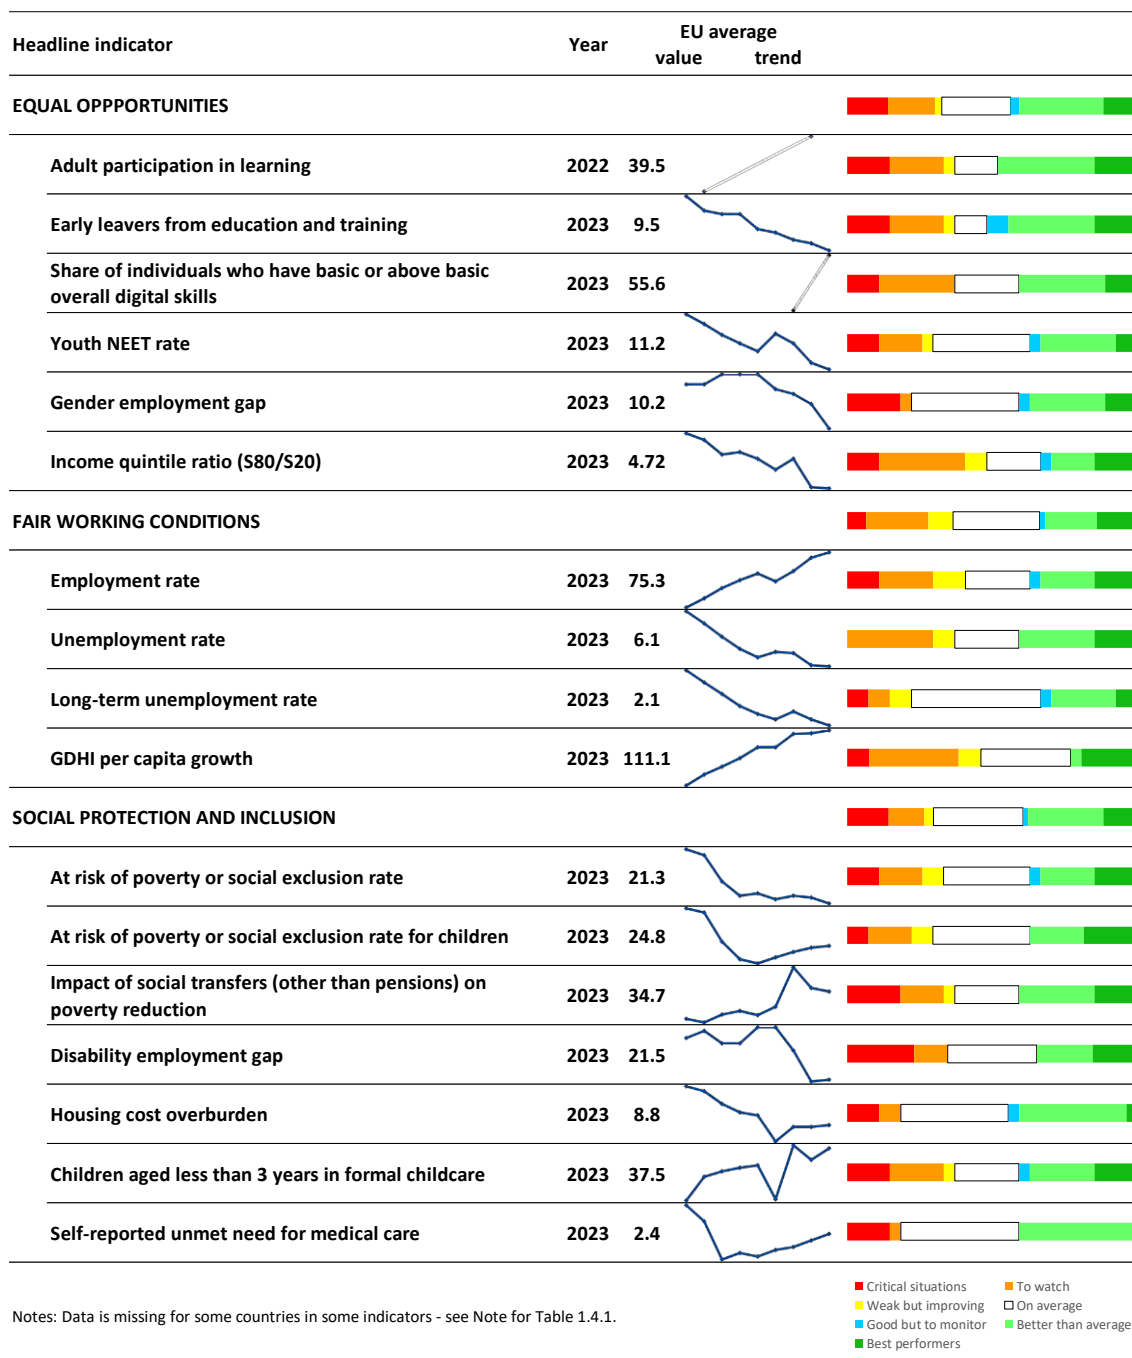 Headline indicator Year EU average
value trend
EQUAL OPPPORTUNITIES
Adult participation in learning 2022 39.5
Early leavers from education and training 2023 9.5
Share of individuals who have basic or above basic
overall digital skills 2023 55.6
Youth NEET rate 2023 11.2
Gender employment gap 2023 10.2
Income quintile ratio (S80/S20) 2023 4.72
FAIR WORKING CONDITIONS
Employment rate 2023 75.3
Unemployment rate 2023 6.1
Long-term unemployment rate 2023 2.1
GDHI per capita growth 2023 111.1
SOCIAL PROTECTION AND INCLUSION
At risk of poverty or social exclusion rate 2023 21.3
At risk of poverty or social exclusion rate for children 2023 24.8
Impact of social transfers (other than pensions) on
poverty reduction 2023 34.7
Disability employment gap 2023 21.5
Housing cost overburden 2023 8.8
Children aged less than 3 years in formal childcare 2023 37.5
Self-reported unmet need for medical care 2023 2.4
Critical situations To watch
Weak but improving On average
Good but to monitor Better than average
Best performers
Notes: Data is missing for some countries in some indicators - see Note for Table 1.4.1.